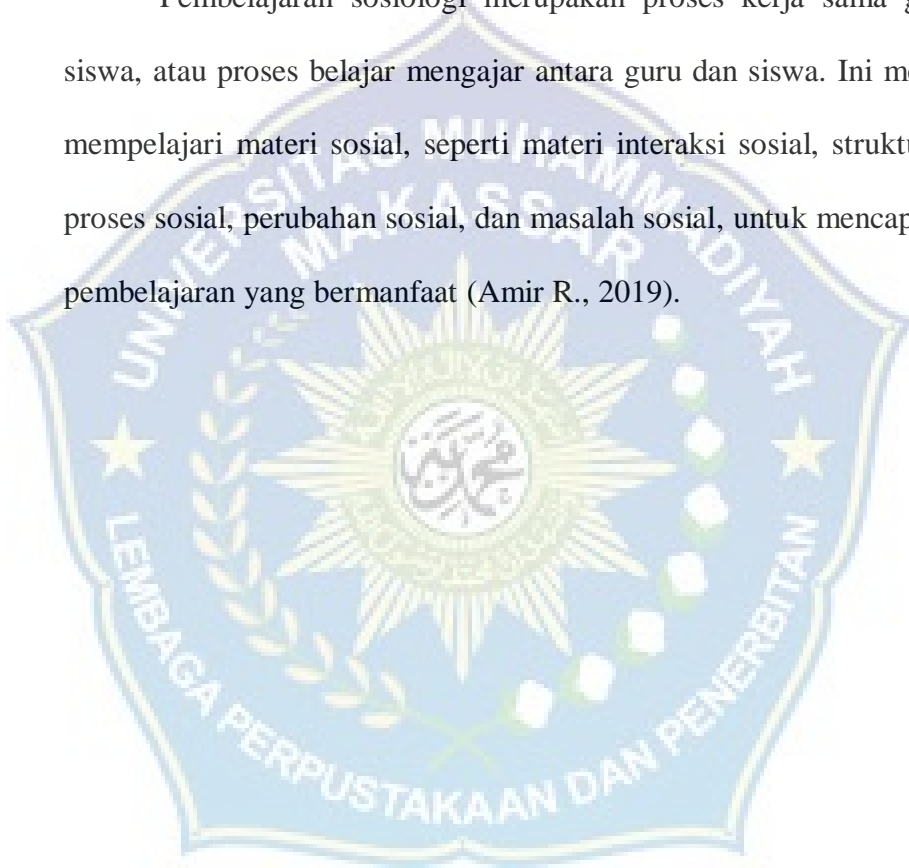 Pembelajaran sosiologi merupakan proses kerja sama
siswa, atau proses belajar mengajar antara guru dan siswa. Ini
mempelajari materi sosial, seperti materi interaksi sosial,
proses sosial, perubahan sosial, dan masalah sosial, untuk
pembelajaran yang bermanfaat (Amir R., 2019).
UNIVERSITAS MUHAMMADIYAH
MAKASSAR
LEMBAGA PERPUSTAKAAN DAN PENERBITAN